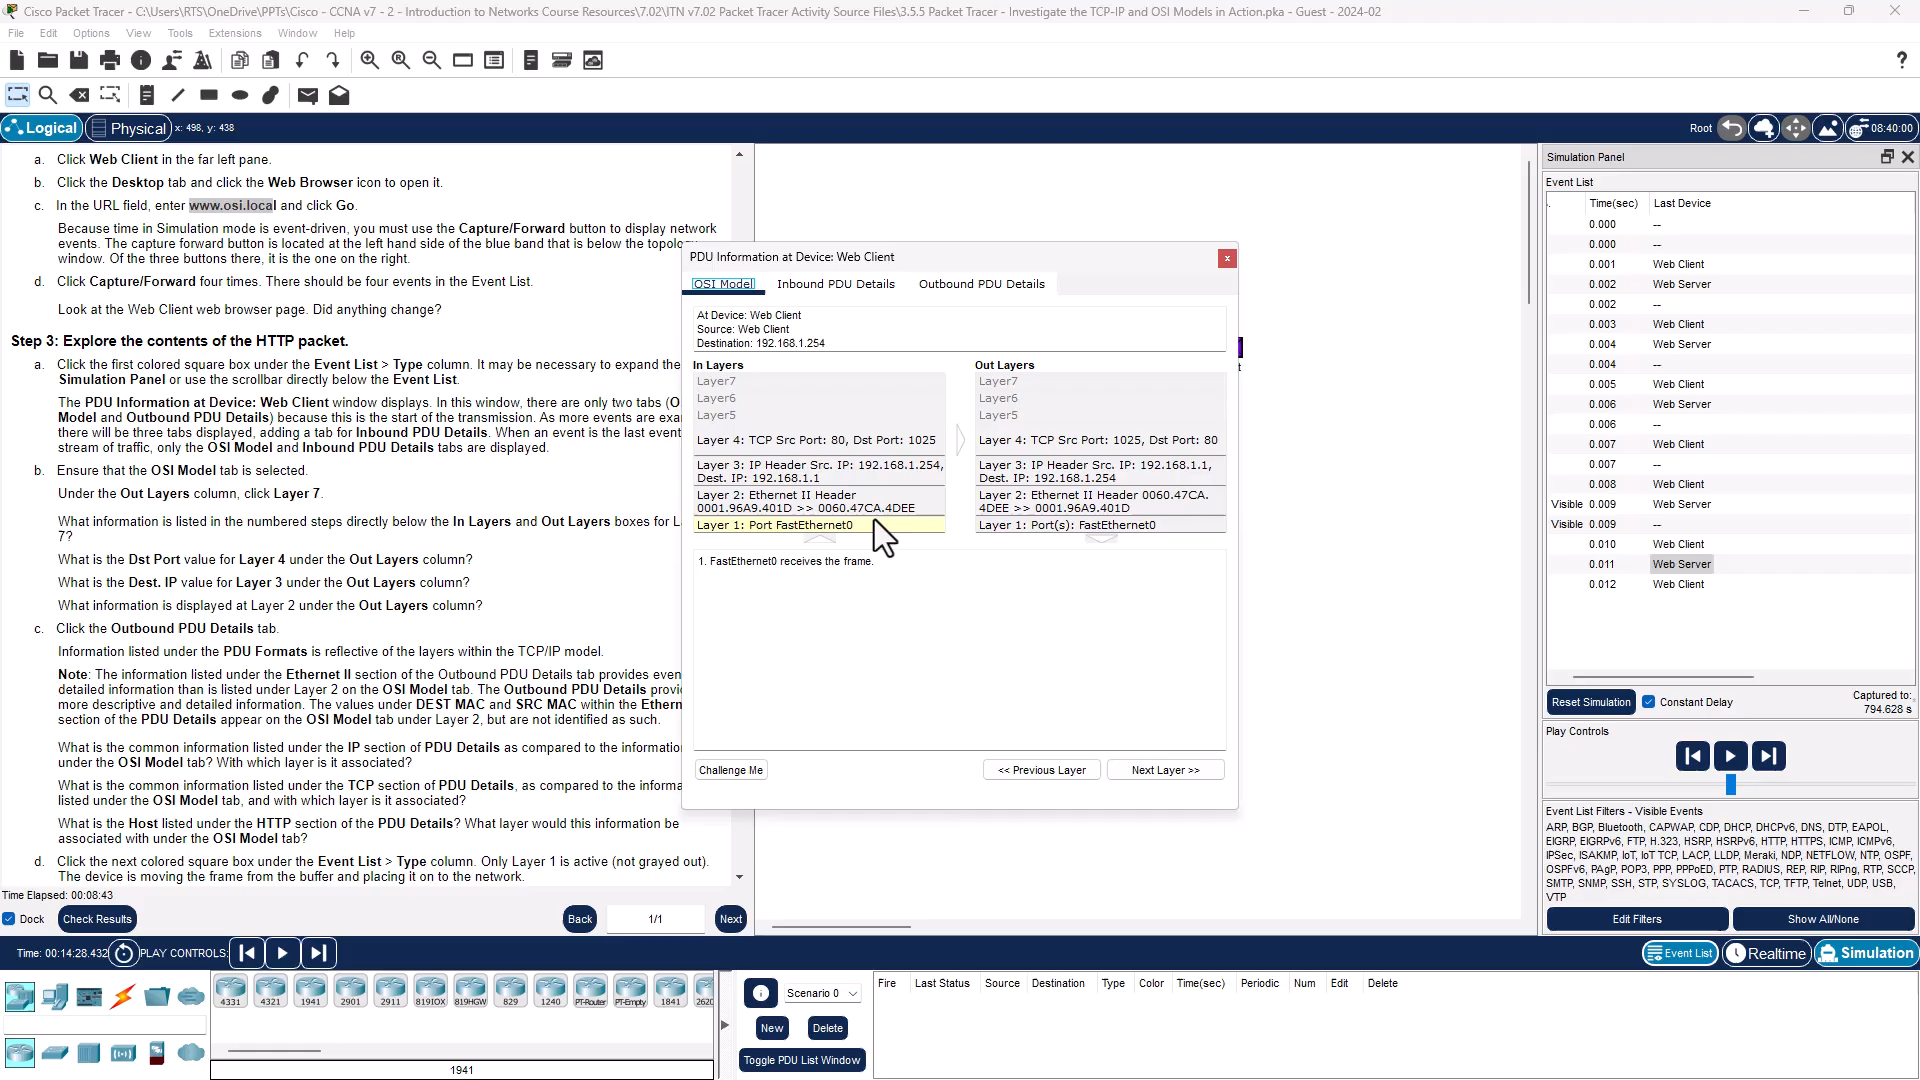 Cisco Packet Tracer - C:\Users\RTS\OneDrive\PPTs\Cisco - CCNA v7 - 2 - Introduction to Networks Course Resources\7.02\ITN v7.02 Packet Tracer Activity Source Files\3.5.5 Packet Tracer - Investigate the TCP-IP and OSI Models in Action.pka - Guest - 2024-02
File Edit Options View Tools Extensions Window Help
Logical Physical x: 498, y: 438 Root 08:40:00
a. Click Web Client in the far left pane.
b. Click the Desktop tab and click the Web Browser icon to open it.
c. In the URL field, enter www.osi.local and click Go.
Because time in Simulation mode is event-driven, you must use the Capture/Forward button to display network
events. The capture forward button is located at the left hand side of the blue band that is below the topolo
window. Of the three buttons there, it is the one on the right.
d. Click Capture/Forward four times. There should be four events in the Event List.
Look at the Web Client web browser page. Did anything change?
Step 3: Explore the contents of the HTTP packet.
a. Click the first colored square box under the Event List > Type column. It may be necessary to expand the
Simulation Panel or use the scrollbar directly below the Event List.
The PDU Information at Device: Web Client window displays. In this window, there are only two tabs (O
Model and Outbound PDU Details) because this is the start of the transmission. As more events are exa
there will be three tabs displayed, adding a tab for Inbound PDU Details. When an event is the last event
stream of traffic, only the OSI Model and Inbound PDU Details tabs are displayed.
b. Ensure that the OSI Model tab is selected.
Under the Out Layers column, click Layer 7.
What information is listed in the numbered steps directly below the In Layers and Out Layers boxes for L
7?
What is the Dst Port value for Layer 4 under the Out Layers column?
What is the Dest. IP value for Layer 3 under the Out Layers column?
What information is displayed at Layer 2 under the Out Layers column?
c. Click the Outbound PDU Details tab.
Information listed under the PDU Formats is reflective of the layers within the TCP/IP model.
Note: The information listed under the Ethernet II section of the Outbound PDU Details tab provides even
detailed information than is listed under Layer 2 on the OSI Model tab. The Outbound PDU Details provi
more descriptive and detailed information. The values under DEST MAC and SRC MAC within the Ethern
section of the PDU Details appear on the OSI Model tab under Layer 2, but are not identified as such.
What is the common information listed under the IP section of PDU Details as compared to the informatio
under the OSI Model tab? With which layer is it associated?
What is the common information listed under the TCP section of PDU Details, as compared to the informa
listed under the OSI Model tab, and with which layer is it associated?
What is the Host listed under the HTTP section of the PDU Details? What layer would this information be
associated with under the OSI Model tab?
d. Click the next colored square box under the Event List > Type column. Only Layer 1 is active (not grayed out).
The device is moving the frame from the buffer and placing it on to the network.
Time Elapsed: 00:08:43
Dock Check Results Back 1/1 Next
PDU Information at Device: Web Client x
OSI Model Inbound PDU Details Outbound PDU Details
At Device: Web Client
Source: Web Client
Destination: 192.168.1.254
In Layers
Layer7
Layer6
Layer5
Layer 4: TCP Src Port: 80, Dst Port: 1025
Layer 3: IP Header Src. IP: 192.168.1.254,
Dest. IP: 192.168.1.1
Layer 2: Ethernet II Header
0001.96A9.401D >> 0060.47CA.4DEE
Layer 1: Port FastEthernet0
Out Layers
Layer7
Layer6
Layer5
Layer 4: TCP Src Port: 1025, Dst Port: 80
Layer 3: IP Header Src. IP: 192.168.1.1,
Dest. IP: 192.168.1.254
Layer 2: Ethernet II Header 0060.47CA.
4DEE >> 0001.96A9.401D
Layer 1: Port(s): FastEthernet0
1. FastEthernet0 receives the frame.
Challenge Me << Previous Layer Next Layer >>
t
Simulation Panel
Event List
. Time(sec) Last Device
0.000 --
0.000 --
0.001 Web Client
0.002 Web Server
0.002 --
0.003 Web Client
0.004 Web Server
0.004 --
0.005 Web Client
0.006 Web Server
0.006 --
0.007 Web Client
0.007 --
0.008 Web Client
Visible 0.009 Web Server
Visible 0.009 --
0.010 Web Client
0.011 Web Server
0.012 Web Client
Reset Simulation Constant Delay Captured to:
794.628 s
Play Controls
Event List Filters - Visible Events
ARP, BGP, Bluetooth, CAPWAP, CDP, DHCP, DHCPv6, DNS, DTP, EAPOL,
EIGRP, EIGRPv6, FTP, H.323, HSRP, HSRPv6, HTTP, HTTPS, ICMP, ICMPv6,
IPSec, ISAKMP, IoT, IoT TCP, LACP, LLDP, Meraki, NDP, NETFLOW, NTP, OSPF,
OSPFv6, PAgP, POP3, PPP, PPPoED, PTP, RADIUS, REP, RIP, RIPng, RTP, SCCP,
SMTP, SNMP, SSH, STP, SYSLOG, TACACS, TCP, TFTP, Telnet, UDP, USB,
VTP
Edit Filters Show All/None
Time: 00:14:28.432 PLAY CONTROLS: Event List Realtime Simulation
4331 4321 1941 2901 2911 819IOX 819HGW 829 1240 PT-Router PT-Empty 1841 2620
1941
Scenario 0
New Delete
Toggle PDU List Window
Fire Last Status Source Destination Type Color Time(sec) Periodic Num Edit Delete